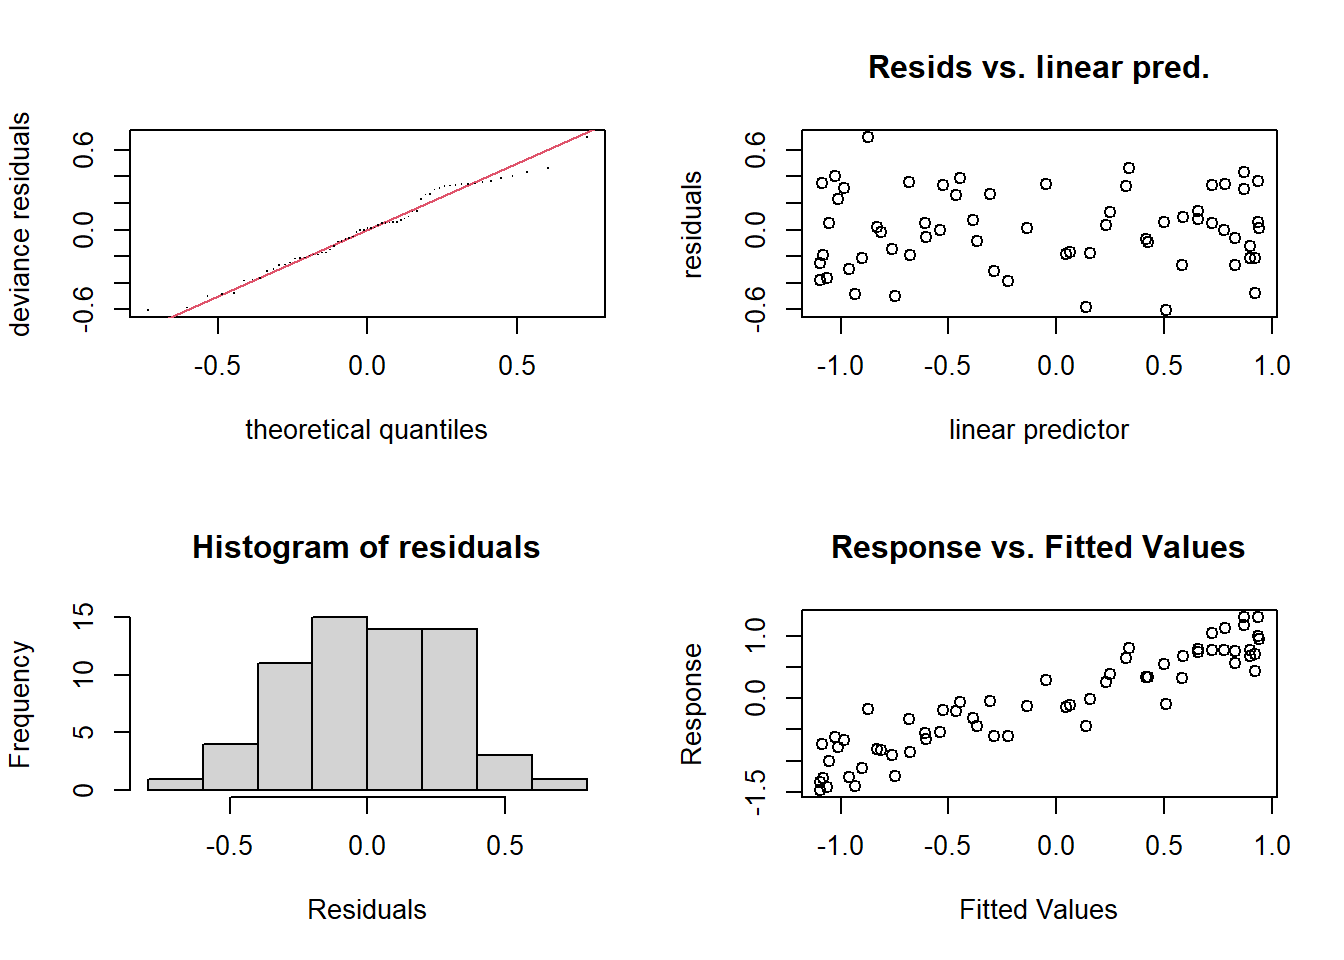 deviance residuals
0.6
0.0
-0.6
-0.5 0.0 0.5
theoretical quantiles
Resids vs. linear pred.
residuals
0.6
0.0
-0.6
-1.0 -0.5 0.0 0.5 1.0
linear predictor
Histogram of residuals
Frequency
15
10
5
0
-0.5 0.0 0.5
Residuals
Response vs. Fitted Values
Response
1.0
0.0
-1.5
-1.0 -0.5 0.0 0.5 1.0
Fitted Values